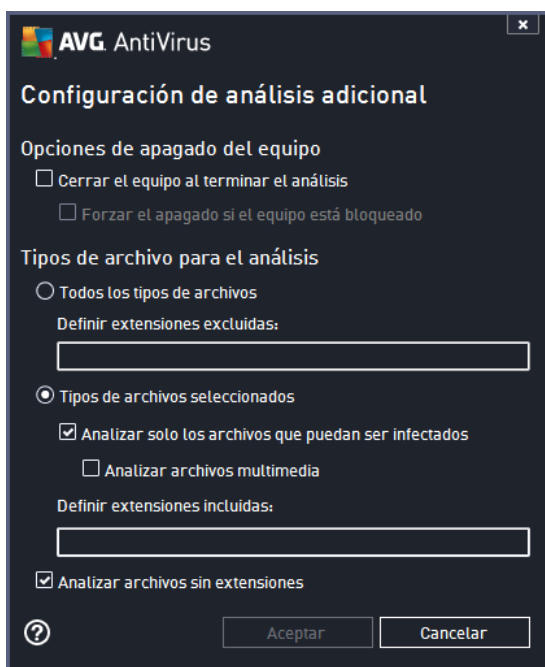 x
AVG. AntiVirus
Configuración de análisis adicional
Opciones de apagado del equipo
Cerrar el equipo al terminar el análisis
Forzar el apagado si el equipo está bloqueado
Tipos de archivo para el análisis
Todos los tipos de archivos
Definir extensiones excluidas:
Tipos de archivos seleccionados
Analizar solo los archivos que puedan ser infectados
Analizar archivos multimedia
Definir extensiones incluidas:
Analizar archivos sin extensiones
? Aceptar Cancelar